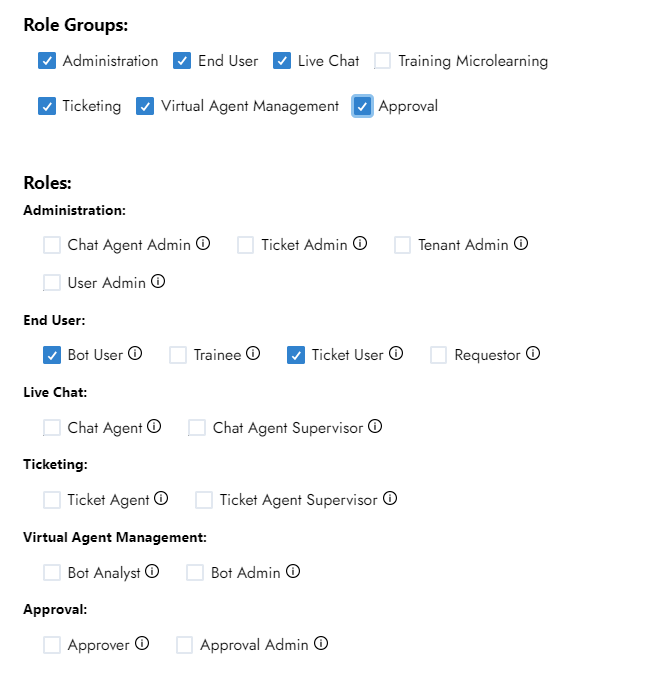 Role Groups:
Administration End User Live Chat Training Microlearning
Ticketing Virtual Agent Management Approval
Roles:
Administration:
Chat Agent Admin Ticket Admin Tenant Admin
User Admin
End User:
Bot User Trainee Ticket User Requestor
Live Chat:
Chat Agent Chat Agent Supervisor
Ticketing:
Ticket Agent Ticket Agent Supervisor
Virtual Agent Management:
Bot Analyst Bot Admin
Approval:
Approver Approval Admin